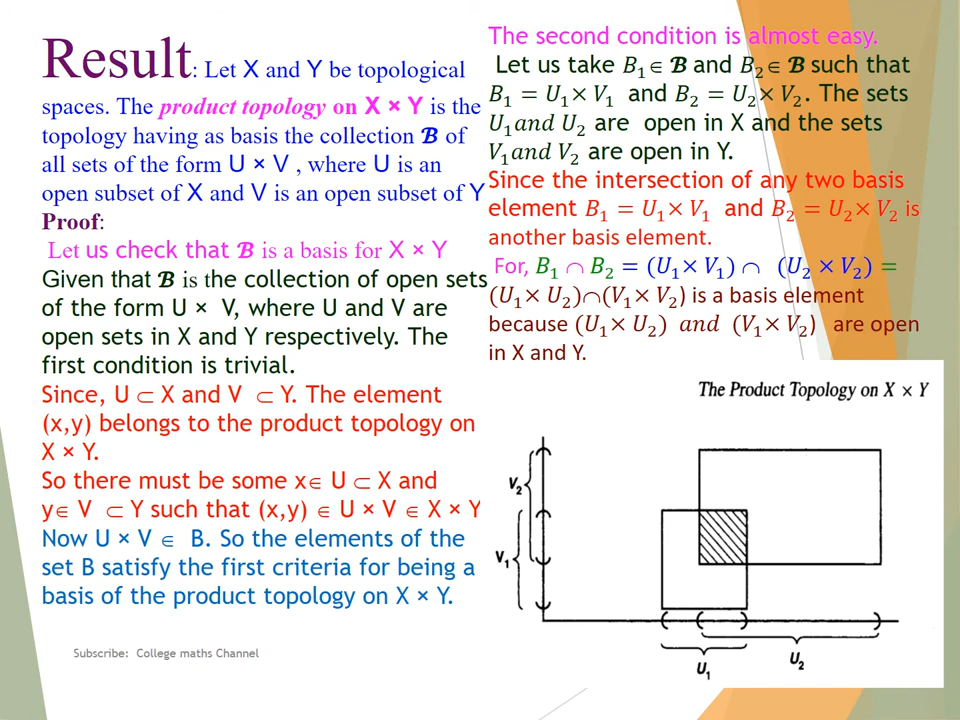 Result: Let X and Y be topological
spaces. The product topology on X × Y is the
topology having as basis the collection ℬ of
all sets of the form U × V , where U is an
open subset of X and V is an open subset of Y
Proof:
Let us check that ℬ is a basis for X × Y
Given that ℬ is the collection of open sets
of the form U × V, where U and V are
open sets in X and Y respectively. The
first condition is trivial.
Since, U ⊂ X and V ⊂ Y. The element
(x,y) belongs to the product topology on
X × Y.
So there must be some x∈ U ⊂ X and
y∈ V ⊂ Y such that (x,y) ∈ U × V ∈ X × Y
Now U × V ∈ B. So the elements of the
set B satisfy the first criteria for being a
basis of the product topology on X × Y.
Subscribe: College maths Channel
The second condition is almost easy.
Let us take B₁∈ ℬ and B₂∈ ℬ such that
B₁ = U₁× V₁ and B₂ = U₂× V₂. The sets
U₁and U₂ are open in X and the sets
V₁and V₂ are open in Y.
Since the intersection of any two basis
element B₁ = U₁× V₁ and B₂ = U₂× V₂ is
another basis element.
For, B₁ ∩ B₂ = (U₁× V₁) ∩ (U₂ × V₂) =
(U₁× U₂)∩(V₁× V₂) is a basis element
because (U₁× U₂) and (V₁× V₂) are open
in X and Y.
The Product Topology on X × Y
V₂
V₁
U₁
U₂